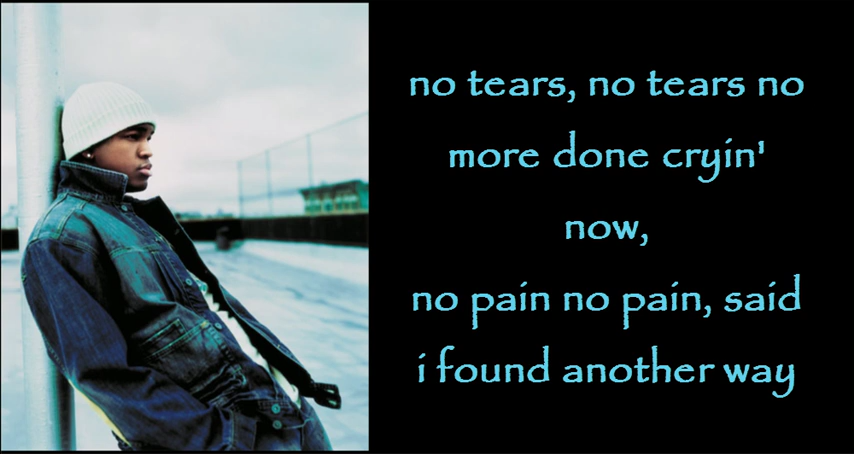 no tears, no tears no
more done cryin'
now,
no pain no pain, said
i found another way